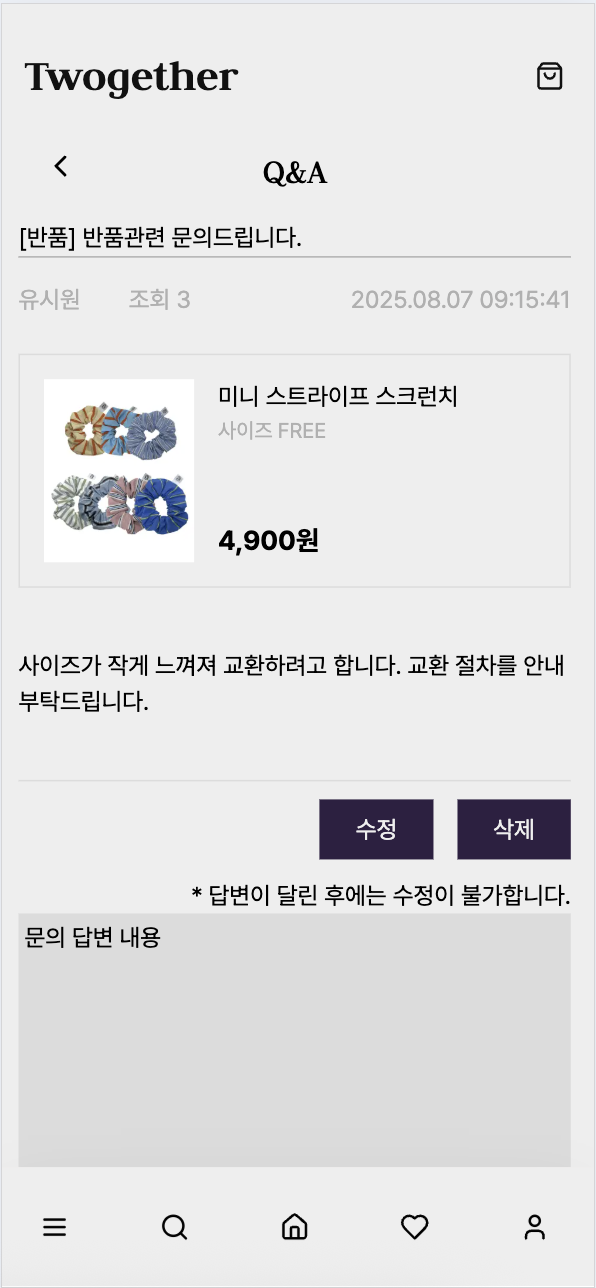 Twogether
Q&A
[반품] 반품관련 문의드립니다.
유시원 조회 3 2025.08.07 09:15:41
미니 스트라이프 스크런치
사이즈 FREE
4,900원
사이즈가 작게 느껴져 교환하려고 합니다. 교환 절차를 안내
부탁드립니다.
수정 삭제
* 답변이 달린 후에는 수정이 불가합니다.
문의 답변 내용